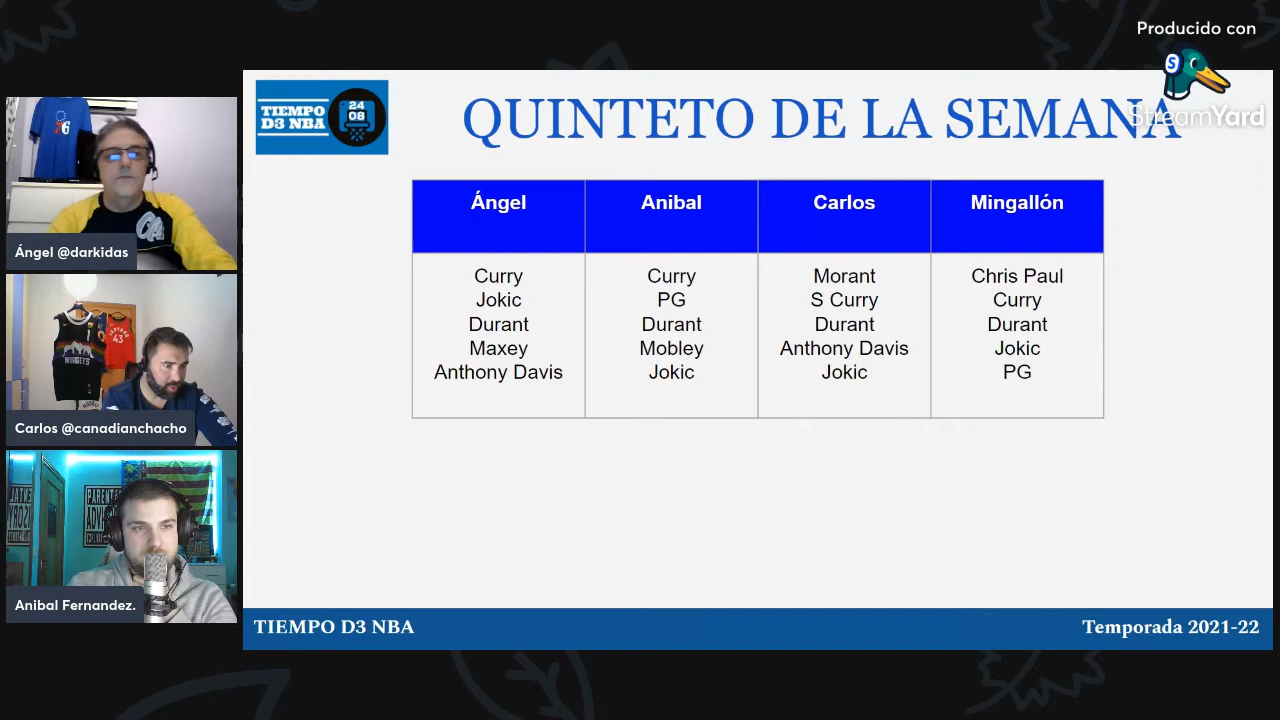 Producido con
StreamYard
TIEMPO
D3 NBA
24
08
QUINTETO DE LA SEMANA
Ángel
Anibal
Carlos
Mingallón
Curry
Jokic
Durant
Maxey
Anthony Davis
Curry
PG
Durant
Mobley
Jokic
Morant
S Curry
Durant
Anthony Davis
Jokic
Chris Paul
Curry
Durant
Jokic
PG
Ángel @darkidas
Carlos @canadianchacho
43
Anibal Fernandez.
TIEMPO D3 NBA
Temporada 2021-22